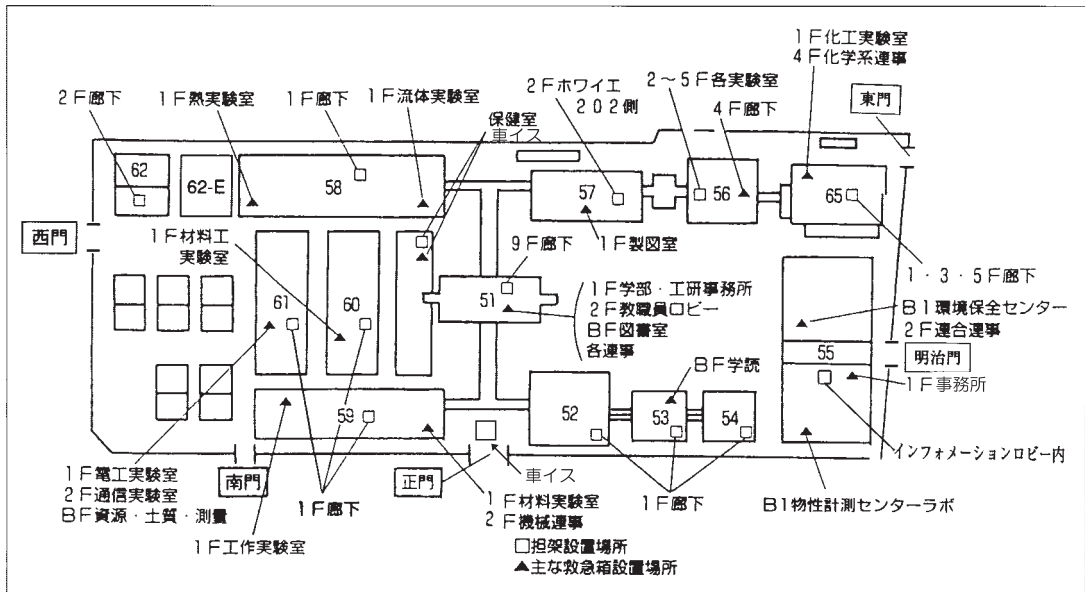 1F化工実験室
4F化学系連事
2Fホワイエ
202側
2～5F各実験室
4F廊下
東門
2F廊下
1F熱実験室
1F廊下
1F流体実験室
保健室
車イス
62
62-E
58
57
56
65
西門
1F材料工
実験室
9F廊下
1F製図室
1・3・5F廊下
61
60
51
1F学部・工研事務所
2F教職員ロビー
BF図書室
各連事
B1環境保全センター
2F連合連事
55
明治門
BF学読
1F事務所
59
52
53
54
インフォメーションロビー内
1F電工実験室
2F通信実験室
BF資源・土質・測量
南門
1F廊下
正門
車イス
1F材料実験室
2F機械連事
1F廊下
B1物性計測センターラボ
1F工作実験室
□担架設置場所
▲主な救急箱設置場所